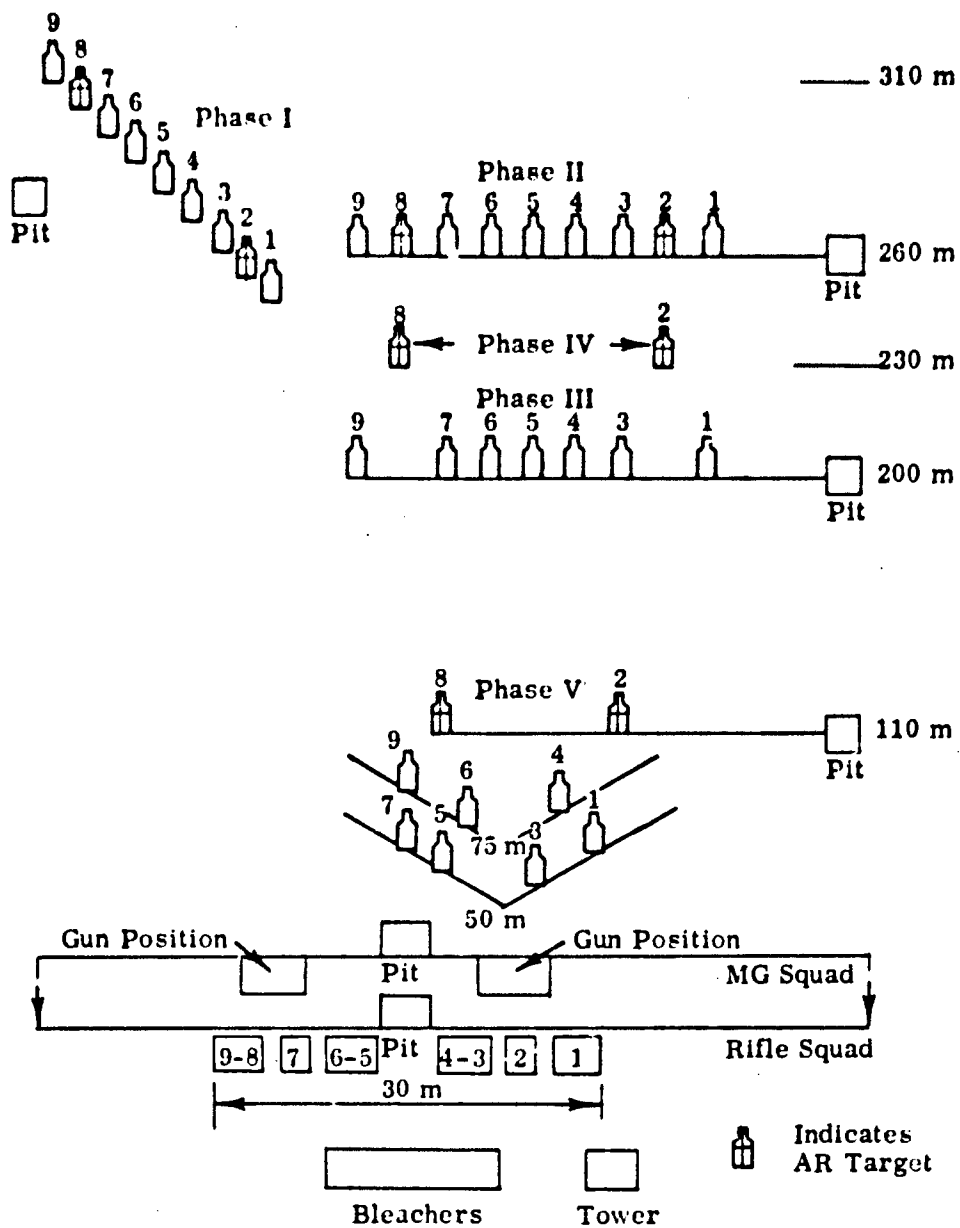 9
8
7
6
5
4
3
2
1
Phase I
310 m
Pit
Phase II
9 8 7 6 5 4 3 2 1
260 m
Pit
8 Phase IV 2
230 m
Phase III
9 7 6 5 4 3 1
200 m
Pit
8 Phase V 2
110 m
Pit
9 6 4
7 5 3 1
75 m
50 m
Gun Position Gun Position
Pit MG Squad
Pit Rifle Squad
9-8 7 6-5 4-3 2 1
30 m
Indicates
AR Target
Bleachers Tower